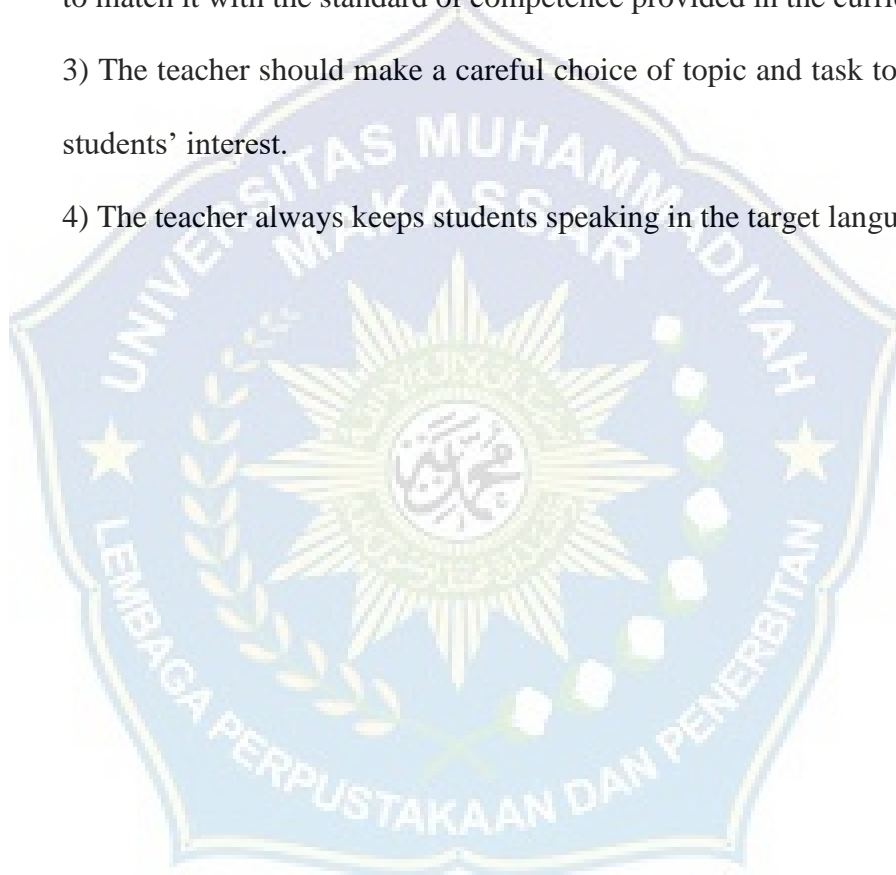 to match it with the standard of competence provided in the
3) The teacher should make a careful choice of topic and task to
students’ interest.
4) The teacher always keeps students speaking in the target
UNIVERSITAS MUHAMMADIYAH
MAKASSAR
LEMBAGA PERPUSTAKAAN DAN PENERBITAN